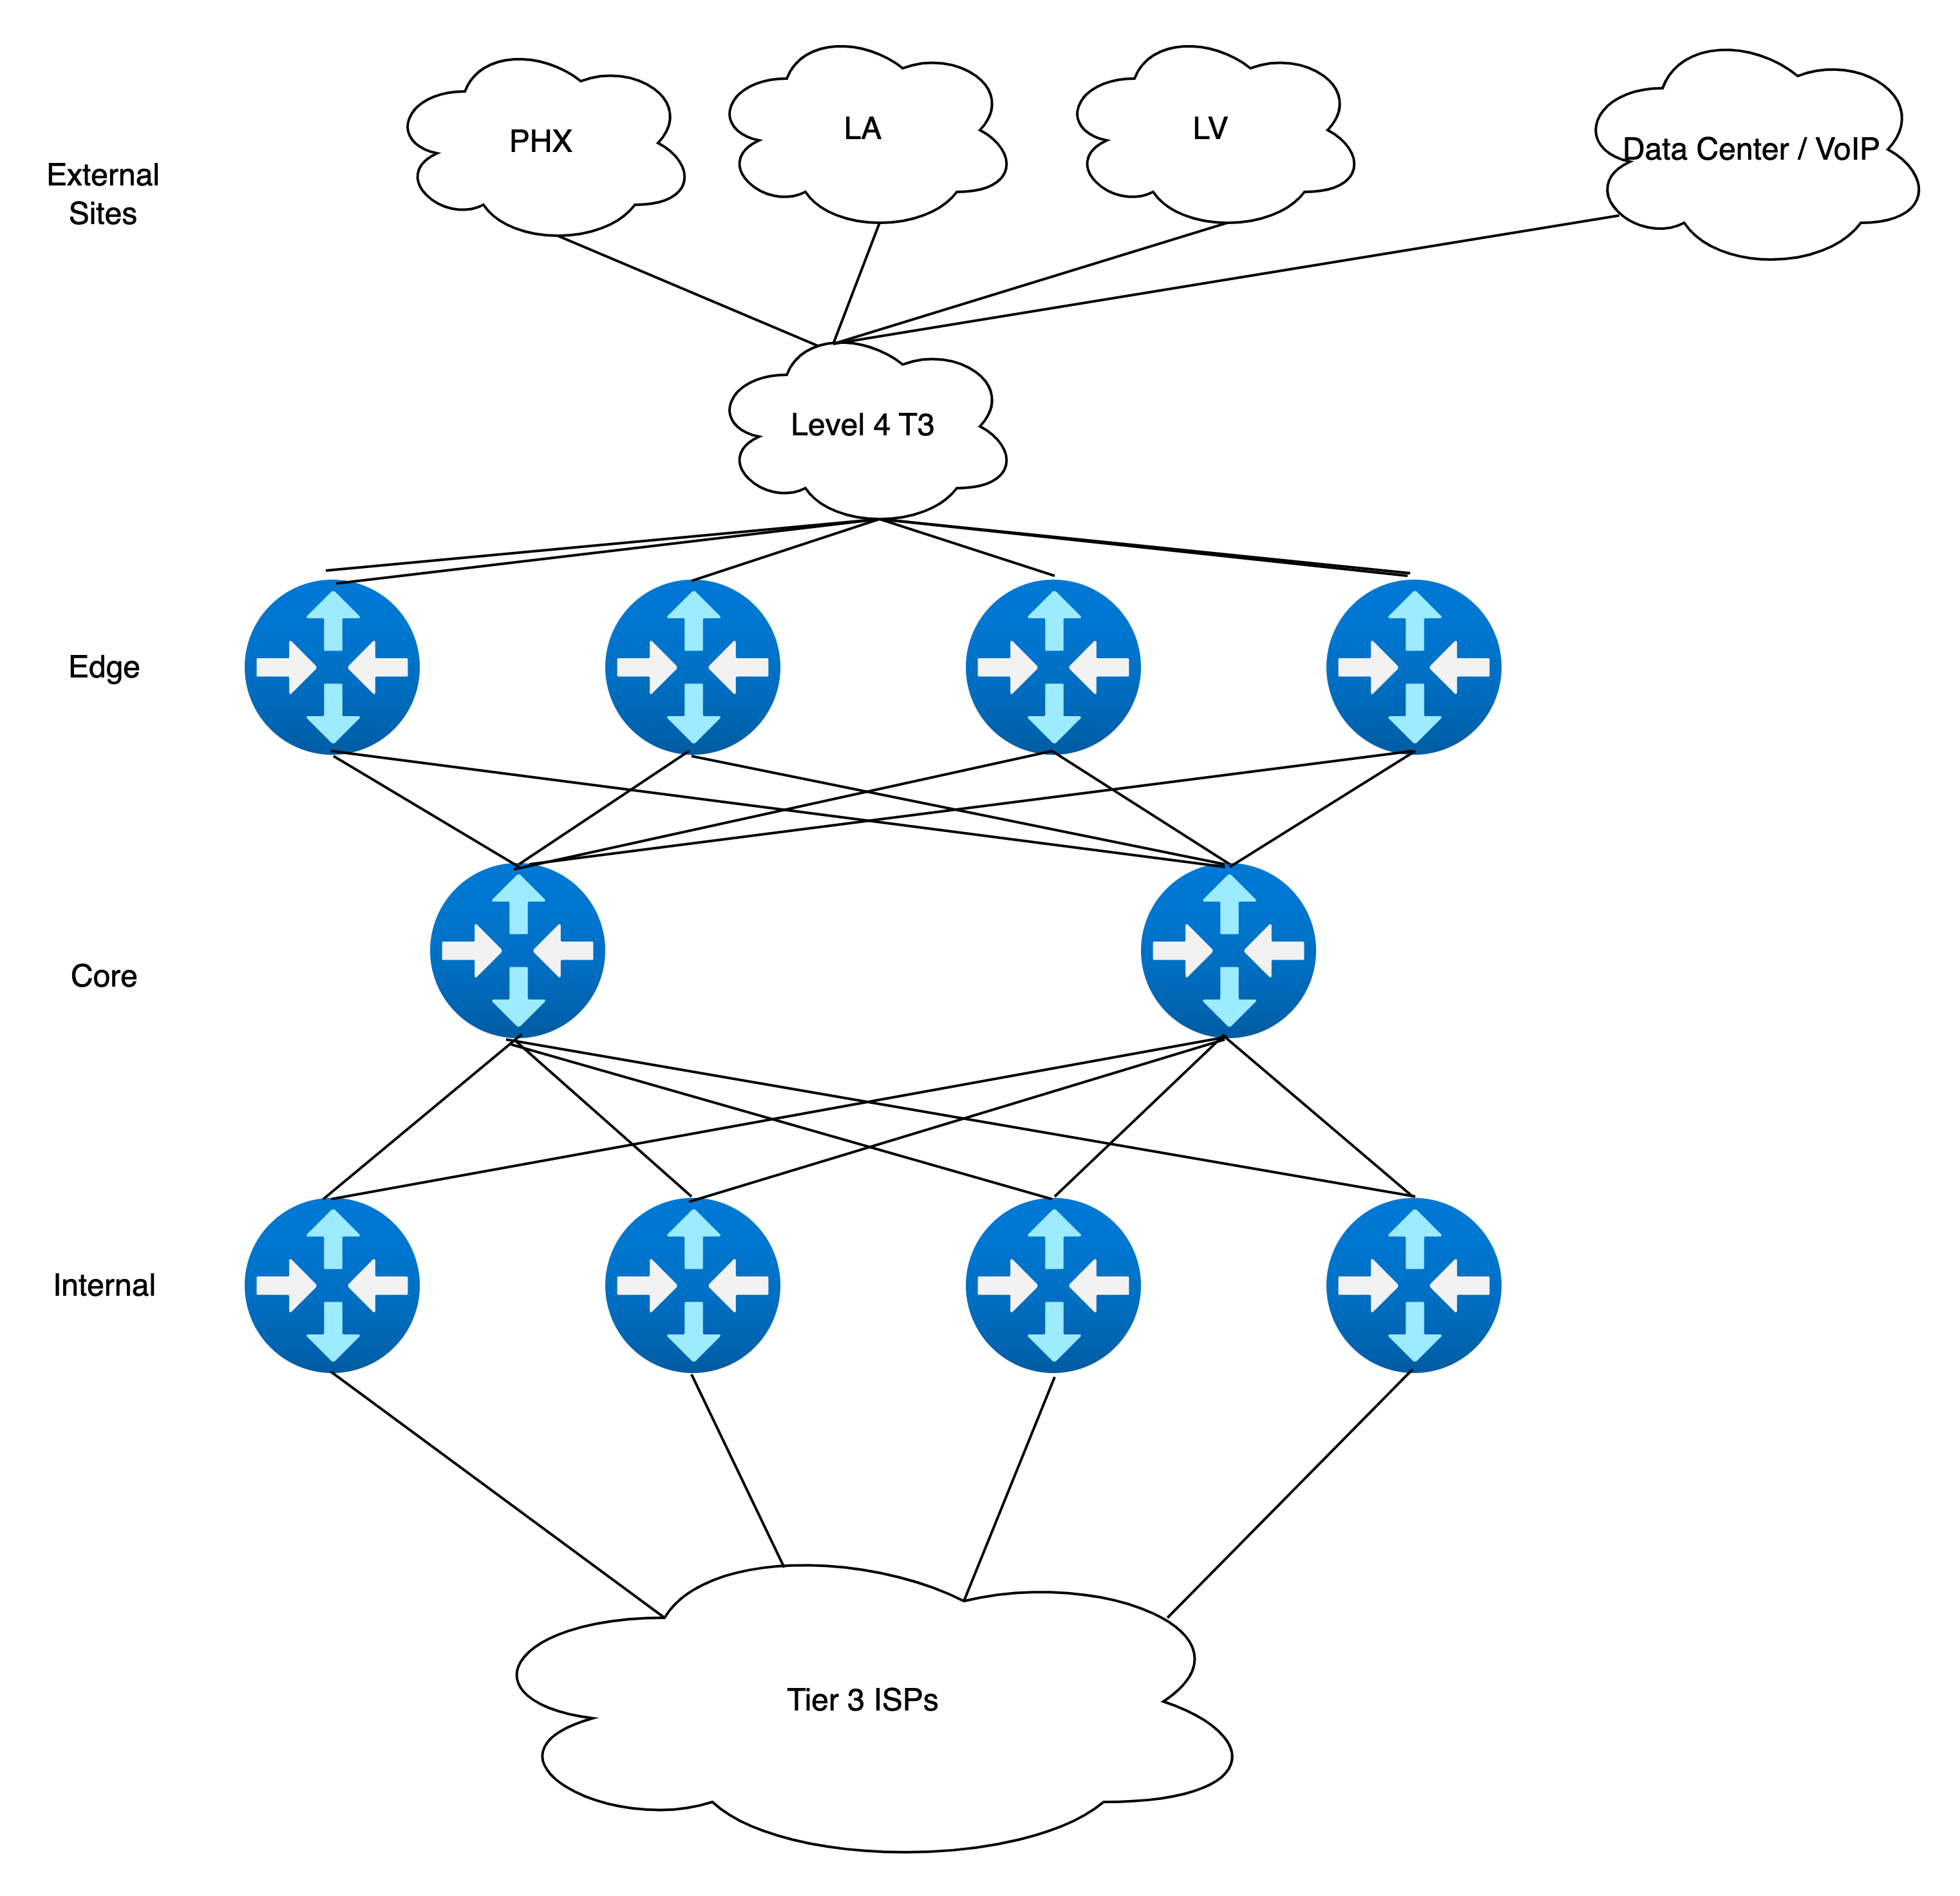 PHX
LA
LV
Data Center / VoIP
External
Sites
Level 4 T3
Edge
Core
Internal
Tier 3 ISPs